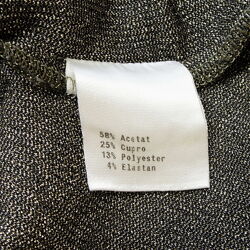 58% Acetat
25% Cupro
13% Polyester
4% Elastan